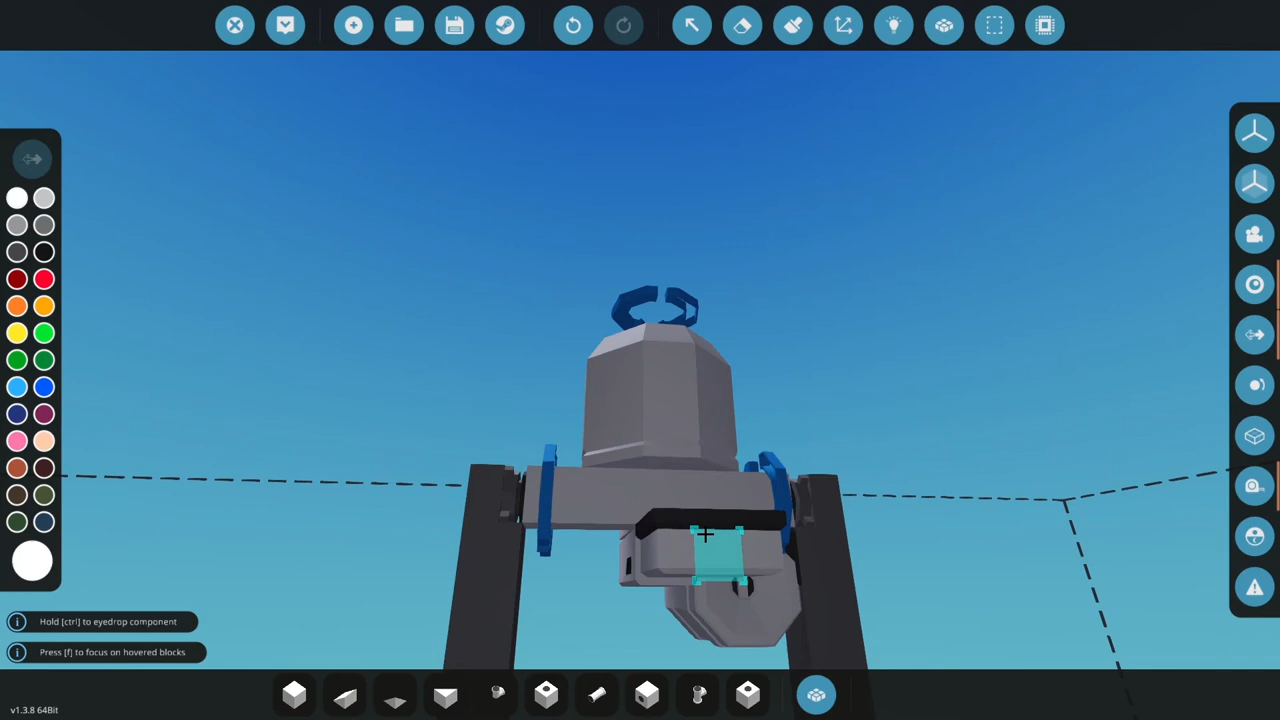 Hold [ctrl] to eyedrop component
Press [f] to focus on hovered blocks
v1.3.8 64Bit